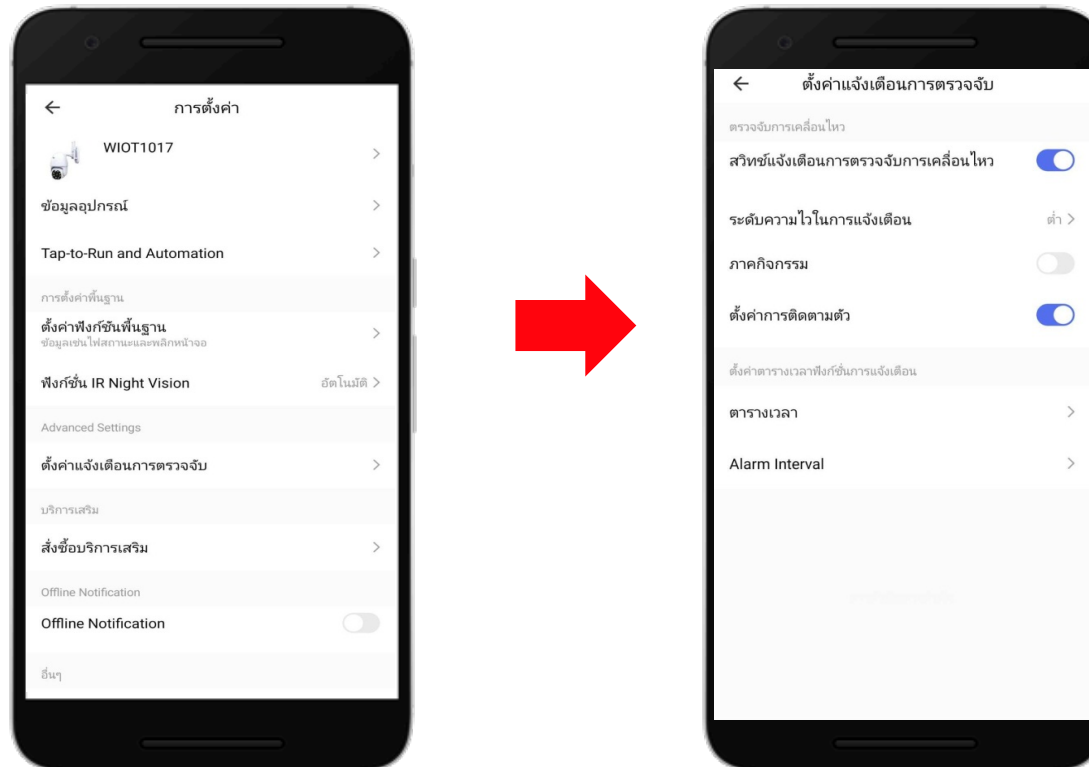 การตั้งค่า
WIOT1017
ข้อมูลอุปกรณ์
Tap-to-Run and Automation
การตั้งค่าพื้นฐาน
ตั้งค่าฟังก์ชันพื้นฐาน
ข้อมูลเช่นไฟสถานะและพลิกหน้าจอ
ฟังก์ชั่น IR Night Vision อัตโนมัติ
Advanced Settings
ตั้งค่าแจ้งเตือนการตรวจจับ
บริการเสริม
สั่งซื้อบริการเสริม
Offline Notification
Offline Notification
อื่นๆ
ตั้งค่าแจ้งเตือนการตรวจจับ
ตรวจจับการเคลื่อนไหว
สวิทช์แจ้งเตือนการตรวจจับการเคลื่อนไหว
ระดับความไวในการแจ้งเตือน ต่ำ
ภาคกิจกรรม
ตั้งค่าการติดตามตัว
ตั้งค่าตารางเวลาฟังก์ชั่นการแจ้งเตือน
ตารางเวลา
Alarm Interval